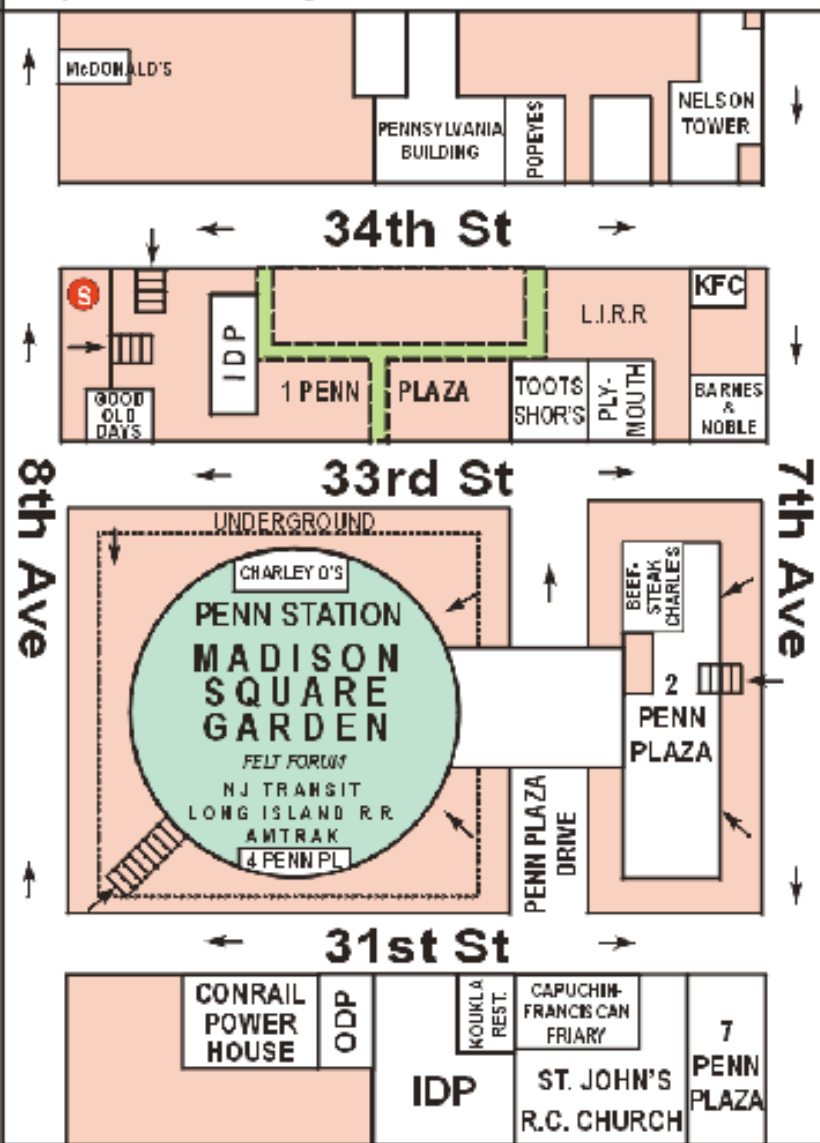 McDONALD'S
PENNSYLVANIA
BUILDING
POPEYES
NELSON
TOWER
34th St
S
IDP
L.I.R.R
KFC
GOOD
OLD
DAYS
1 PENN PLAZA
TOOTS
SHOR'S
PLY-
MOUTH
BARNES
&
NOBLE
8th Ave
33rd St
7th Ave
UNDERGROUND
CHARLEY O'S
PENN STATION
MADISON
SQUARE
GARDEN
FELT FORUM
NJ TRANSIT
LONG ISLAND R R
AMTRAK
4 PENN PL
BEEF-
STEAK
CHARLIE'S
2
PENN
PLAZA
PENN PLAZA
DRIVE
31st St
CONRAIL
POWER
HOUSE
ODP
IDP
KOUKLA
REST.
CAPUCHIN-
FRANCISCAN
FRIARY
ST. JOHN'S
R.C. CHURCH
7
PENN
PLAZA